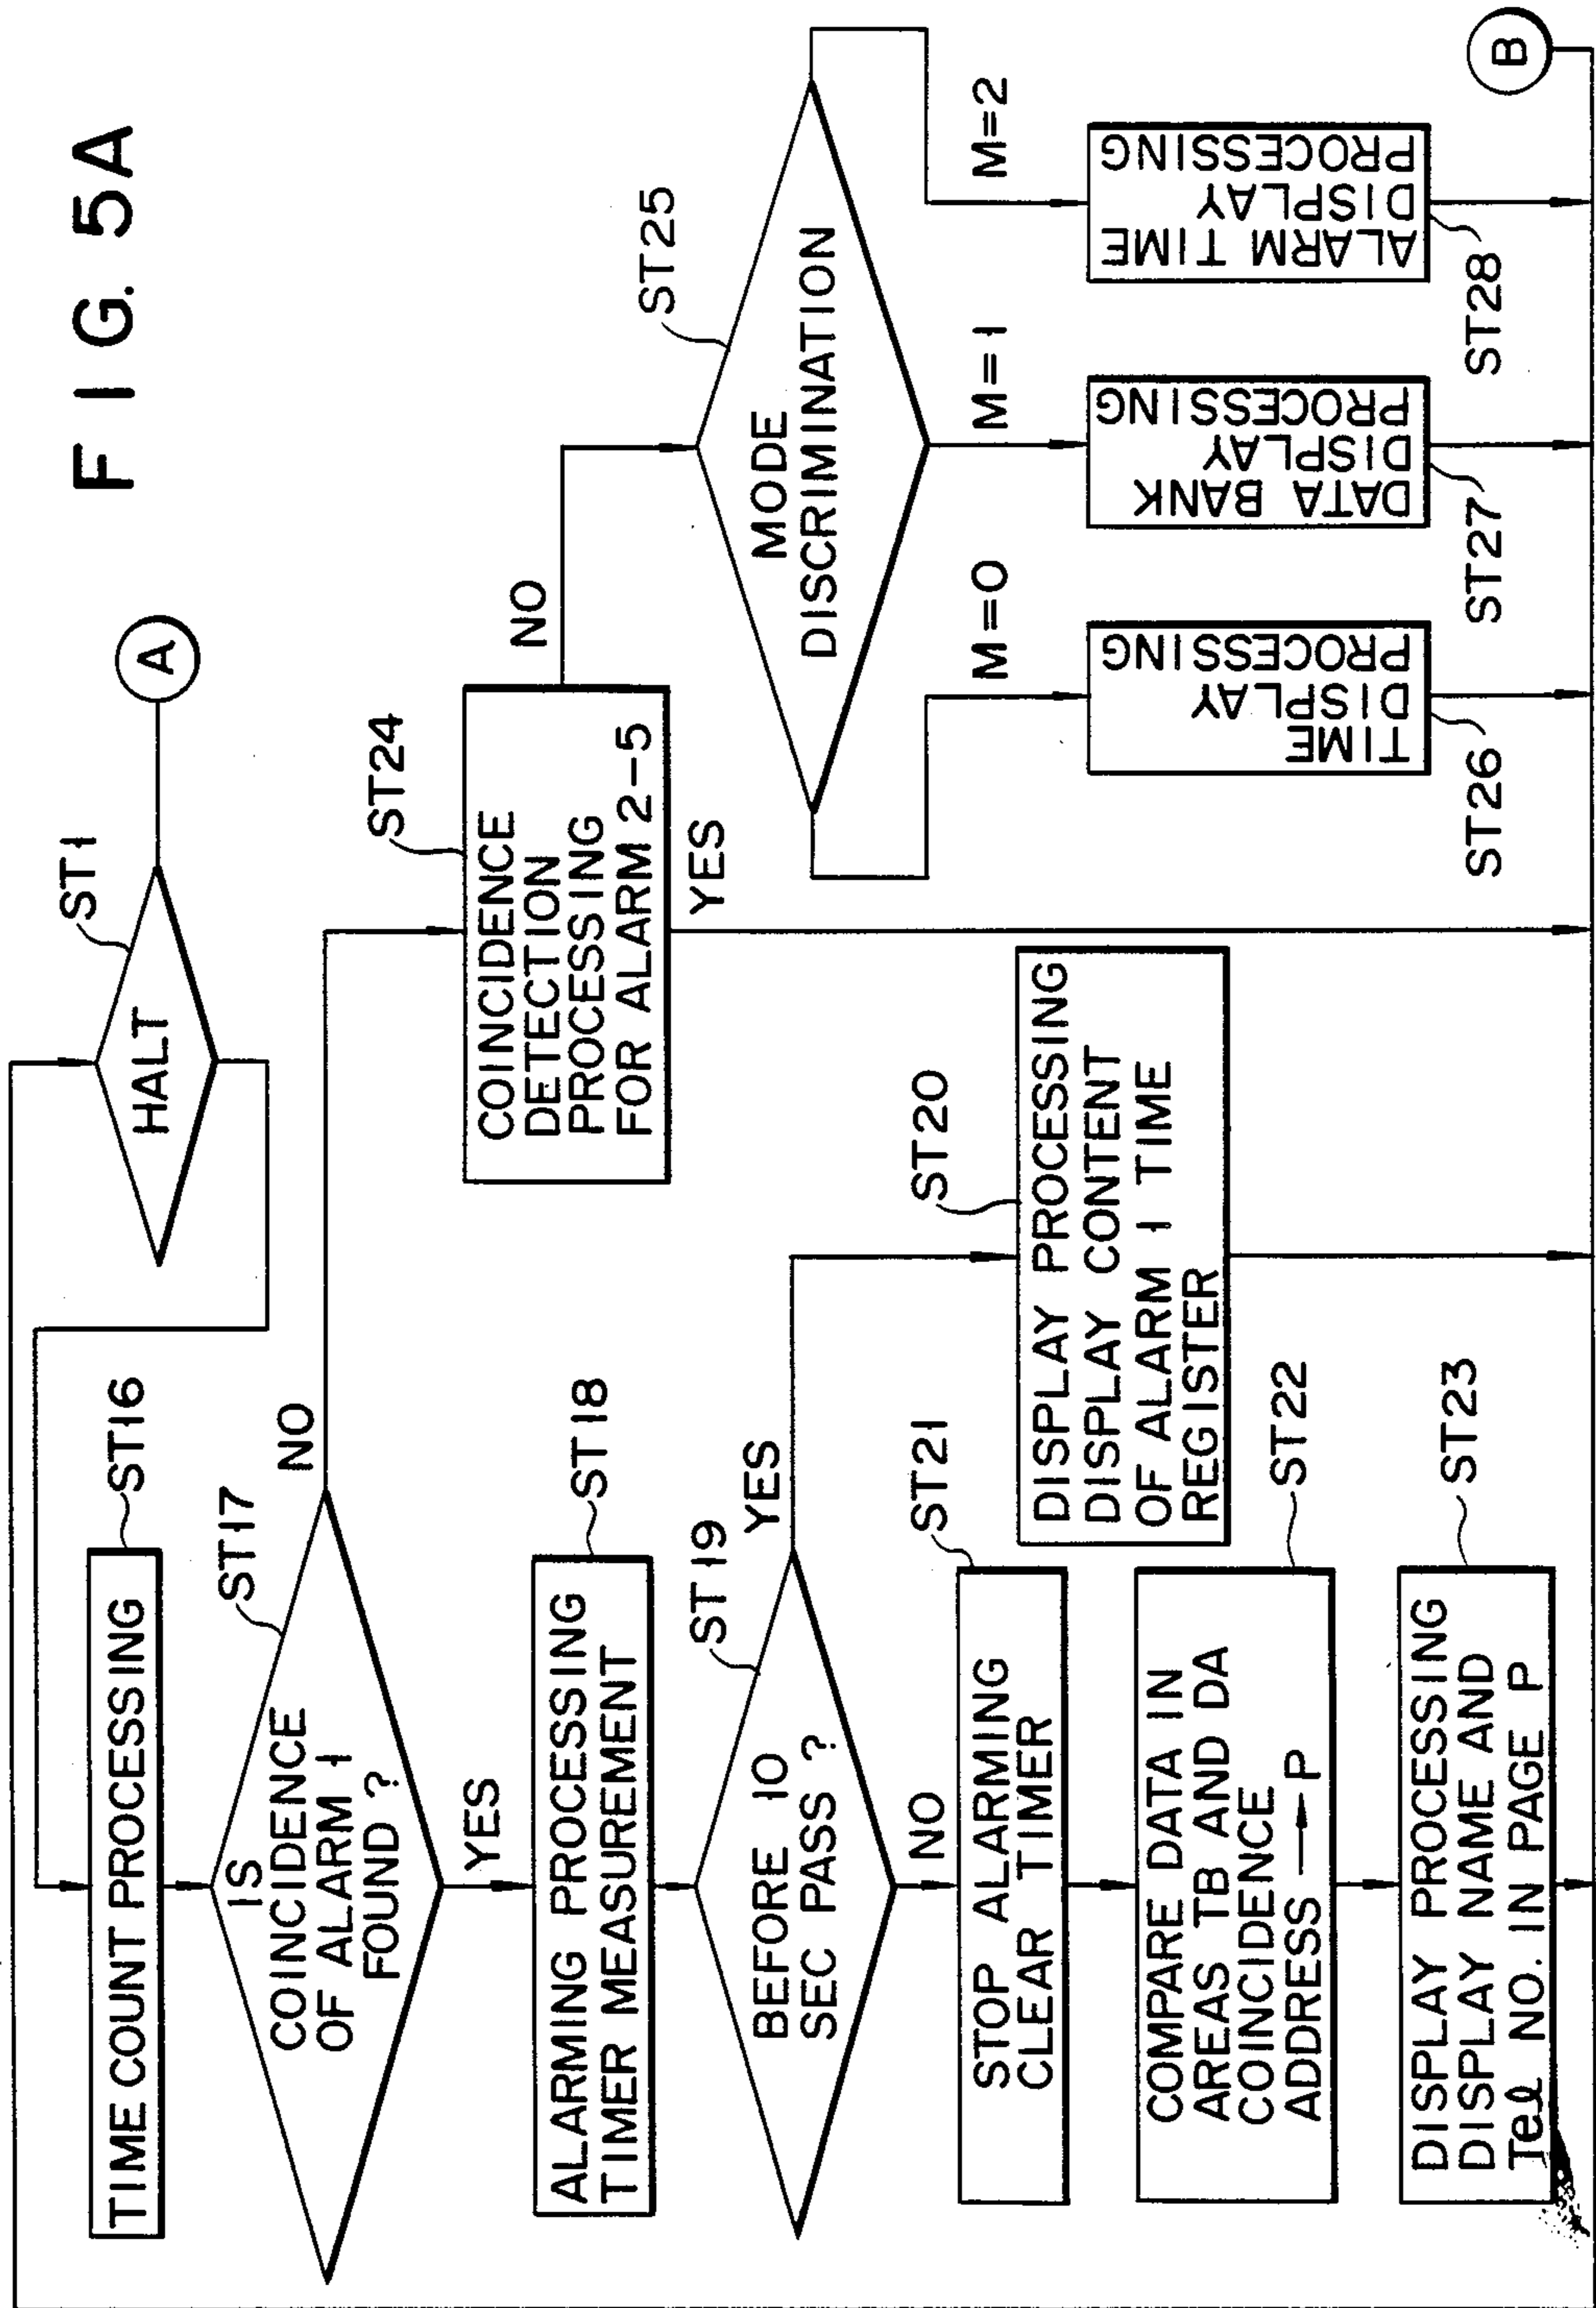 FIG. 5A
HALT
ST1
A
TIME COUNT PROCESSING
ST16
IS
COINCIDENCE
OF ALARM 1
FOUND ?
ST17
NO
YES
ALARMING PROCESSING
TIMER MEASUREMENT
ST18
BEFORE 10
SEC PASS ?
ST19
YES
NO
DISPLAY PROCESSING
DISPLAY CONTENT
OF ALARM 1 TIME
REGISTER
ST20
STOP ALARMING
CLEAR TIMER
ST21
COMPARE DATA IN
AREAS TB AND DA
COINCIDENCE
ADDRESS → P
ST22
DISPLAY PROCESSING
DISPLAY NAME AND
Tel NO. IN PAGE P
ST23
COINCIDENCE
DETECTION
PROCESSING
FOR ALARM 2-5
ST24
NO
YES
MODE
DISCRIMINATION
ST25
M=0
M=1
M=2
TIME
DISPLAY
PROCESSING
ST26
DATA BANK
DISPLAY
PROCESSING
ST27
ALARM TIME
DISPLAY
PROCESSING
ST28
B